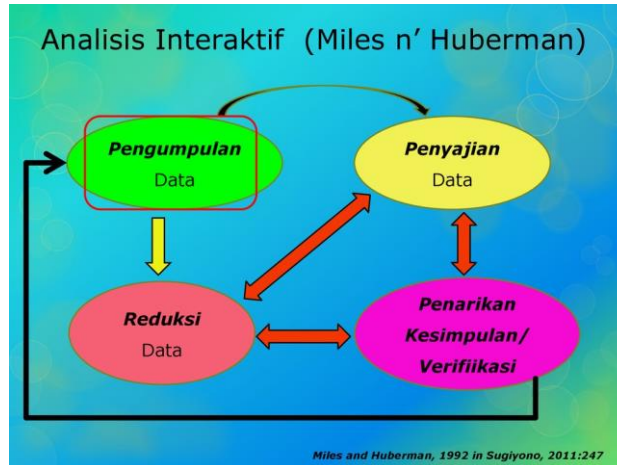 Analisis Interaktif (Miles n’ Huberman)
Pengumpulan
Data
Penyajian
Data
Reduksi
Data
Penarikan
Kesimpulan/
Verifiikasi
Miles and Huberman, 1992 in Sugiyono, 2011:247